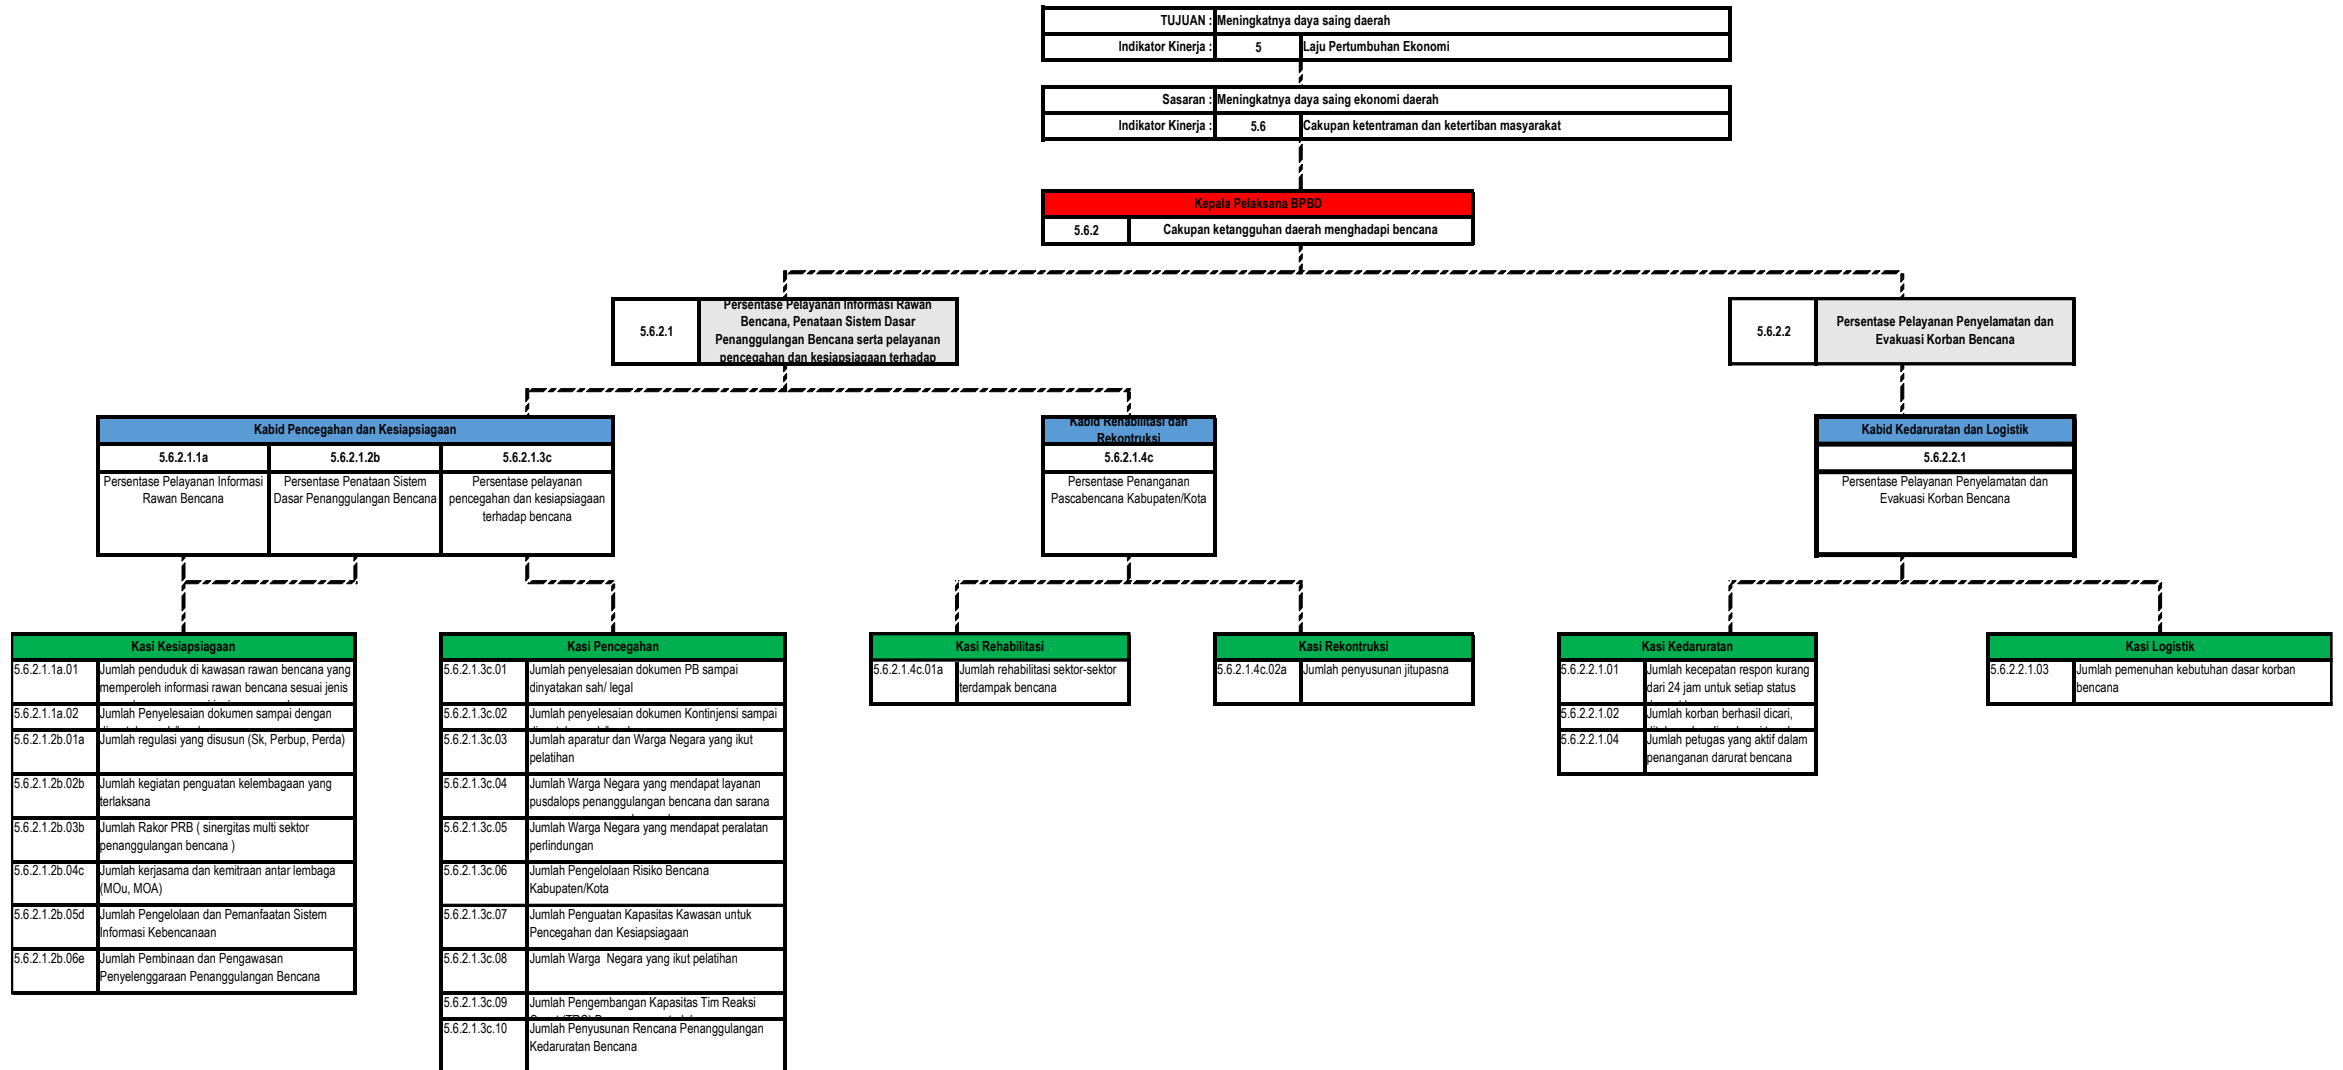 TUJUAN : Meningkatnya daya saing daerah
Indikator Kinerja : 5 Laju Pertumbuhan Ekonomi
Sasaran : Meningkatnya daya saing ekonomi daerah
Indikator Kinerja : 5.6 Cakupan ketentraman dan ketertiban masyarakat
Kepala Pelaksana BPBD
5.6.2 Cakupan ketangguhan daerah menghadapi bencana
5.6.2.1
Persentase Pelayanan Informasi Rawan
Bencana, Penataan Sistem Dasar
Penanggulangan Bencana serta pelayanan
pencegahan dan kesiapsiagaan terhadap
5.6.2.2
Persentase Pelayanan Penyelamatan dan
Evakuasi Korban Bencana
Kabid Pencegahan dan Kesiapsiagaan
5.6.2.1.1a
Persentase Pelayanan Informasi
Rawan Bencana
5.6.2.1.2b
Persentase Penataan Sistem
Dasar Penanggulangan Bencana
5.6.2.1.3c
Persentase pelayanan
pencegahan dan kesiapsiagaan
terhadap bencana
Kabid Rehabilitasi dan
Rekontruksi
5.6.2.1.4c
Persentase Penanganan
Pascabencana Kabupaten/Kota
Kabid Kedaruratan dan Logistik
5.6.2.2.1
Persentase Pelayanan Penyelamatan dan
Evakuasi Korban Bencana
Kasi Kesiapsiagaan
5.6.2.1.1a.01 Jumlah penduduk di kawasan rawan bencana yang
memperoleh informasi rawan bencana sesuai jenis
5.6.2.1.1a.02 Jumlah Penyelesaian dokumen sampai dengan
5.6.2.1.2b.01a Jumlah regulasi yang disusun (Sk, Perbup, Perda)
5.6.2.1.2b.02b Jumlah kegiatan penguatan kelembagaan yang
terlaksana
5.6.2.1.2b.03b Jumlah Rakor PRB ( sinergitas multi sektor
penanggulangan bencana )
5.6.2.1.2b.04c Jumlah kerjasama dan kemitraan antar lembaga
(MOu, MOA)
5.6.2.1.2b.05d Jumlah Pengelolaan dan Pemanfaatan Sistem
Informasi Kebencanaan
5.6.2.1.2b.06e Jumlah Pembinaan dan Pengawasan
Penyelenggaraan Penanggulangan Bencana
Kasi Pencegahan
5.6.2.1.3c.01 Jumlah penyelesaian dokumen PB sampai
dinyatakan sah/ legal
5.6.2.1.3c.02 Jumlah penyelesaian dokumen Kontinjensi sampai
5.6.2.1.3c.03 Jumlah aparatur dan Warga Negara yang ikut
pelatihan
5.6.2.1.3c.04 Jumlah Warga Negara yang mendapat layanan
pusdalops penanggulangan bencana dan sarana
5.6.2.1.3c.05 Jumlah Warga Negara yang mendapat peralatan
perlindungan
5.6.2.1.3c.06 Jumlah Pengelolaan Risiko Bencana
Kabupaten/Kota
5.6.2.1.3c.07 Jumlah Penguatan Kapasitas Kawasan untuk
Pencegahan dan Kesiapsiagaan
5.6.2.1.3c.08 Jumlah Warga  Negara yang ikut pelatihan
5.6.2.1.3c.09 Jumlah Pengembangan Kapasitas Tim Reaksi
5.6.2.1.3c.10 Jumlah Penyusunan Rencana Penanggulangan
Kedaruratan Bencana
Kasi Rehabilitasi
5.6.2.1.4c.01a Jumlah rehabilitasi sektor-sektor
terdampak bencana
Kasi Rekontruksi
5.6.2.1.4c.02a Jumlah penyusunan jitupasna
Kasi Kedaruratan
5.6.2.2.1.01 Jumlah kecepatan respon kurang
dari 24 jam untuk setiap status
5.6.2.2.1.02 Jumlah korban berhasil dicari,
5.6.2.2.1.04 Jumlah petugas yang aktif dalam
penanganan darurat bencana
Kasi Logistik
5.6.2.2.1.03 Jumlah pemenuhan kebutuhan dasar korban
bencana